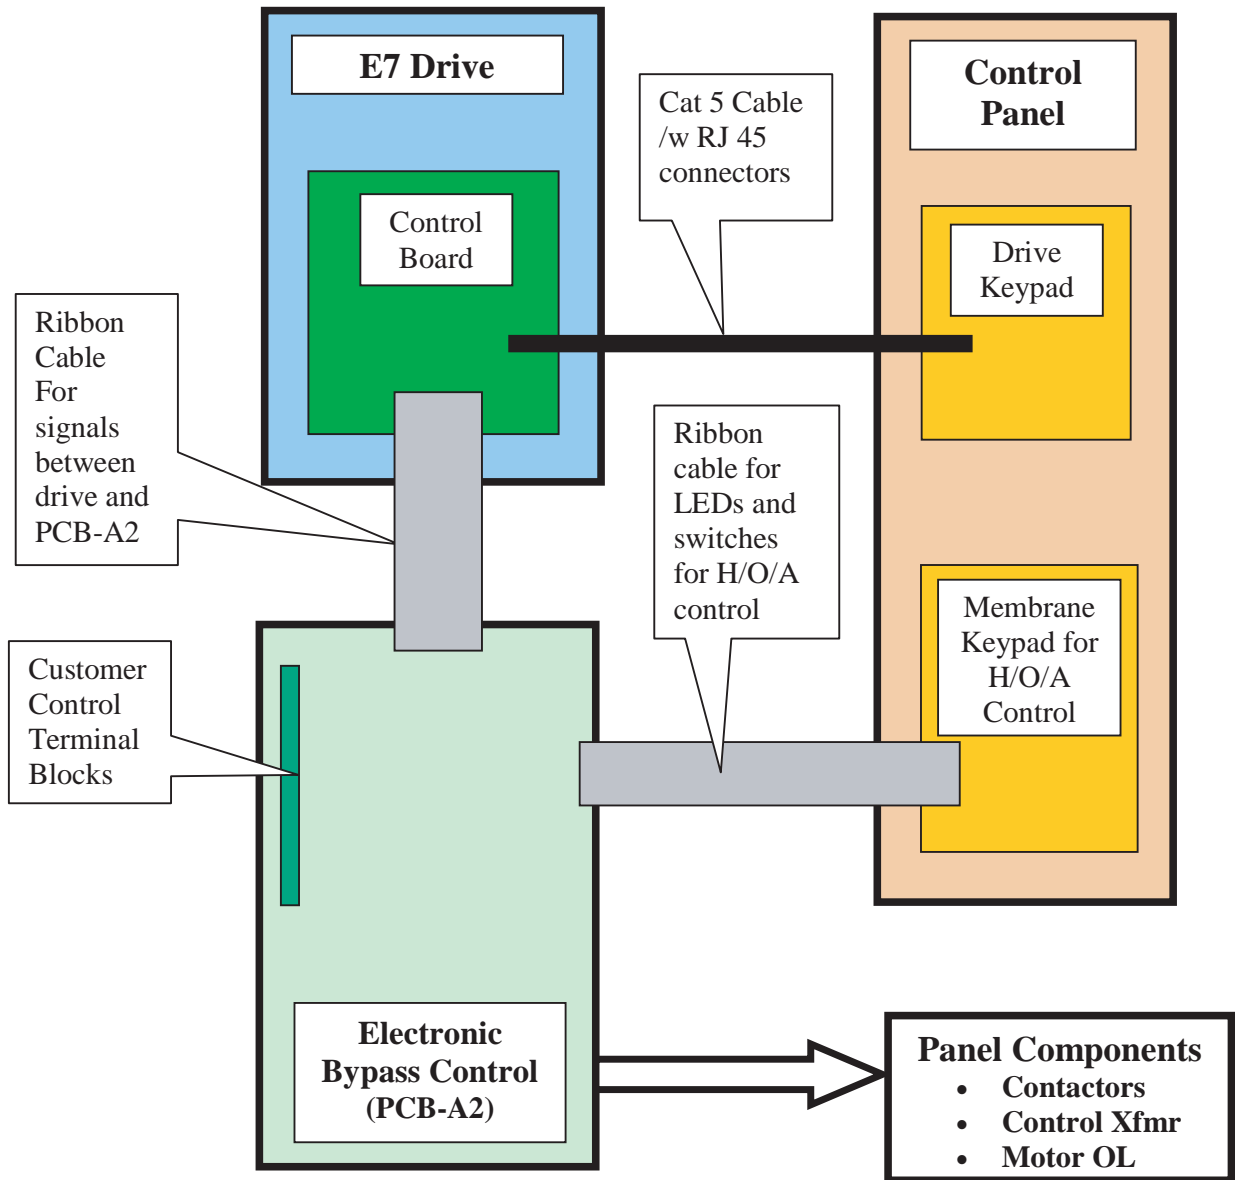 E7 Drive
Control
Board
Cat 5 Cable
/w RJ 45
connectors
Control
Panel
Drive
Keypad
Ribbon
Cable
For
signals
between
drive and
PCB-A2
Ribbon
cable for
LEDs and
switches
for H/O/A
control
Membrane
Keypad for
H/O/A
Control
Customer
Control
Terminal
Blocks
Electronic
Bypass Control
(PCB-A2)
Panel Components
• Contactors
• Control Xfmr
• Motor OL